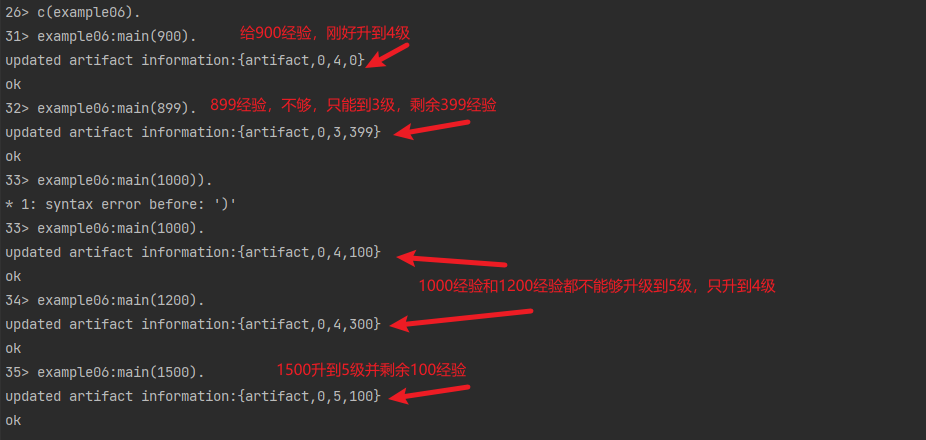 26> c(example06).
31> example06:main(900). 给900经验，刚好升到4级
updated artifact information:{artifact,0,4,0}
ok
32> example06:main(899). 899经验，不够，只能到3级，剩余399经验
updated artifact information:{artifact,0,3,399}
ok
33> example06:main(1000)).
* 1: syntax error before: ')'
33> example06:main(1000).
updated artifact information:{artifact,0,4,100}
ok
1000经验和1200经验都不能够升级到5级，只升到4级
34> example06:main(1200).
updated artifact information:{artifact,0,4,300}
ok
35> example06:main(1500). 1500升到5级并剩余100经验
updated artifact information:{artifact,0,5,100}
ok